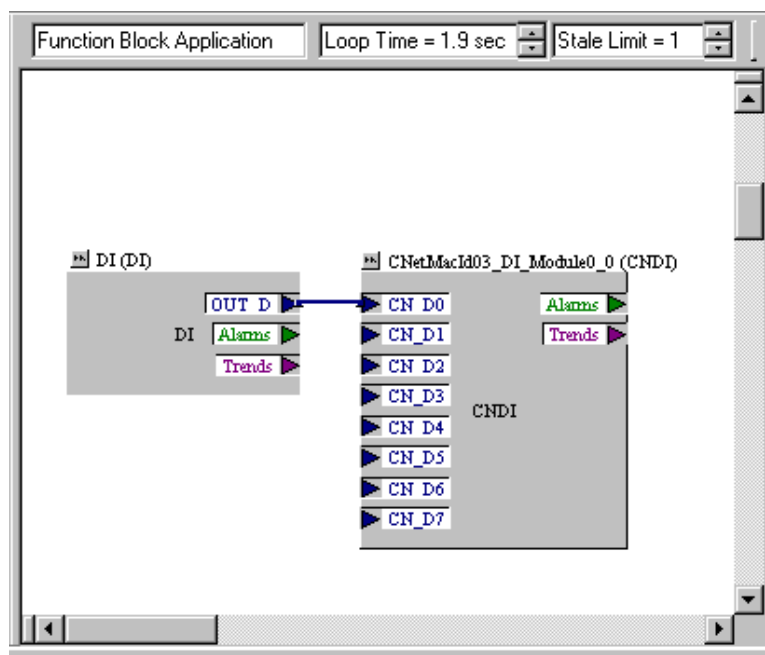 Function Block Application Loop Time = 1.9 sec Stale Limit = 1
DI (DI) CNetMacId03_DI_Module0_0 (CNDI)
OUT_D CN_D0 Alarms
DI Alarms CN_D1 Trends
Trends CN_D2
CN_D3
CNDI
CN_D4
CN_D5
CN_D6
CN_D7